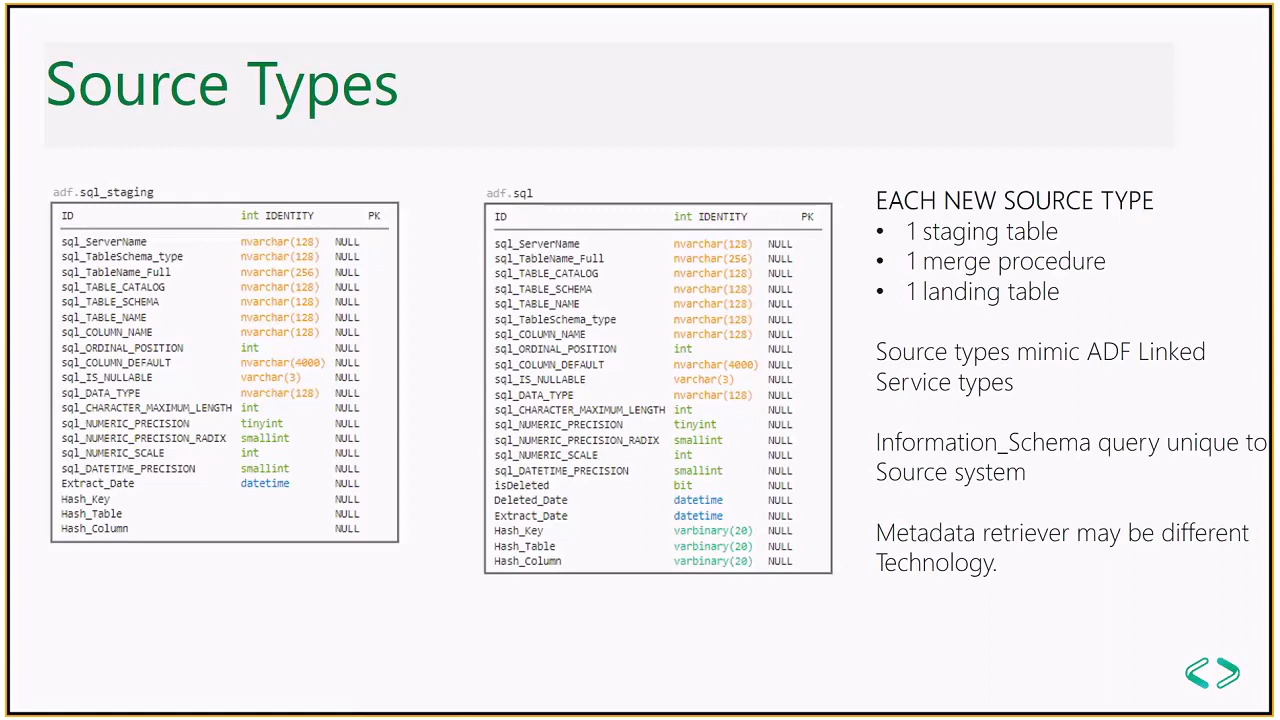 Source Types
adf.sql_staging
ID int IDENTITY PK
sql_ServerName nvarchar(128) NULL
sql_TableSchema_type nvarchar(128) NULL
sql_TableName_Full nvarchar(256) NULL
sql_TABLE_CATALOG nvarchar(128) NULL
sql_TABLE_SCHEMA nvarchar(128) NULL
sql_TABLE_NAME nvarchar(128) NULL
sql_COLUMN_NAME nvarchar(128) NULL
sql_ORDINAL_POSITION int NULL
sql_COLUMN_DEFAULT nvarchar(4000) NULL
sql_IS_NULLABLE varchar(3) NULL
sql_DATA_TYPE nvarchar(128) NULL
sql_CHARACTER_MAXIMUM_LENGTH int NULL
sql_NUMERIC_PRECISION tinyint NULL
sql_NUMERIC_PRECISION_RADIX smallint NULL
sql_NUMERIC_SCALE int NULL
sql_DATETIME_PRECISION smallint NULL
Extract_Date datetime NULL
Hash_Key NULL
Hash_Table NULL
Hash_Column NULL
adf.sql
ID int IDENTITY PK
sql_ServerName nvarchar(128) NULL
sql_TableName_Full nvarchar(256) NULL
sql_TABLE_CATALOG nvarchar(128) NULL
sql_TABLE_SCHEMA nvarchar(128) NULL
sql_TABLE_NAME nvarchar(128) NULL
sql_TableSchema_type nvarchar(128) NULL
sql_COLUMN_NAME nvarchar(128) NULL
sql_ORDINAL_POSITION int NULL
sql_COLUMN_DEFAULT nvarchar(4000) NULL
sql_IS_NULLABLE varchar(3) NULL
sql_DATA_TYPE nvarchar(128) NULL
sql_CHARACTER_MAXIMUM_LENGTH int NULL
sql_NUMERIC_PRECISION tinyint NULL
sql_NUMERIC_PRECISION_RADIX smallint NULL
sql_NUMERIC_SCALE int NULL
sql_DATETIME_PRECISION smallint NULL
isDeleted bit NULL
Deleted_Date datetime NULL
Extract_Date datetime NULL
Hash_Key varbinary(20) NULL
Hash_Table varbinary(20) NULL
Hash_Column varbinary(20) NULL
EACH NEW SOURCE TYPE
• 1 staging table
• 1 merge procedure
• 1 landing table
Source types mimic ADF Linked
Service types
Information_Schema query unique to
Source system
Metadata retriever may be different
Technology.